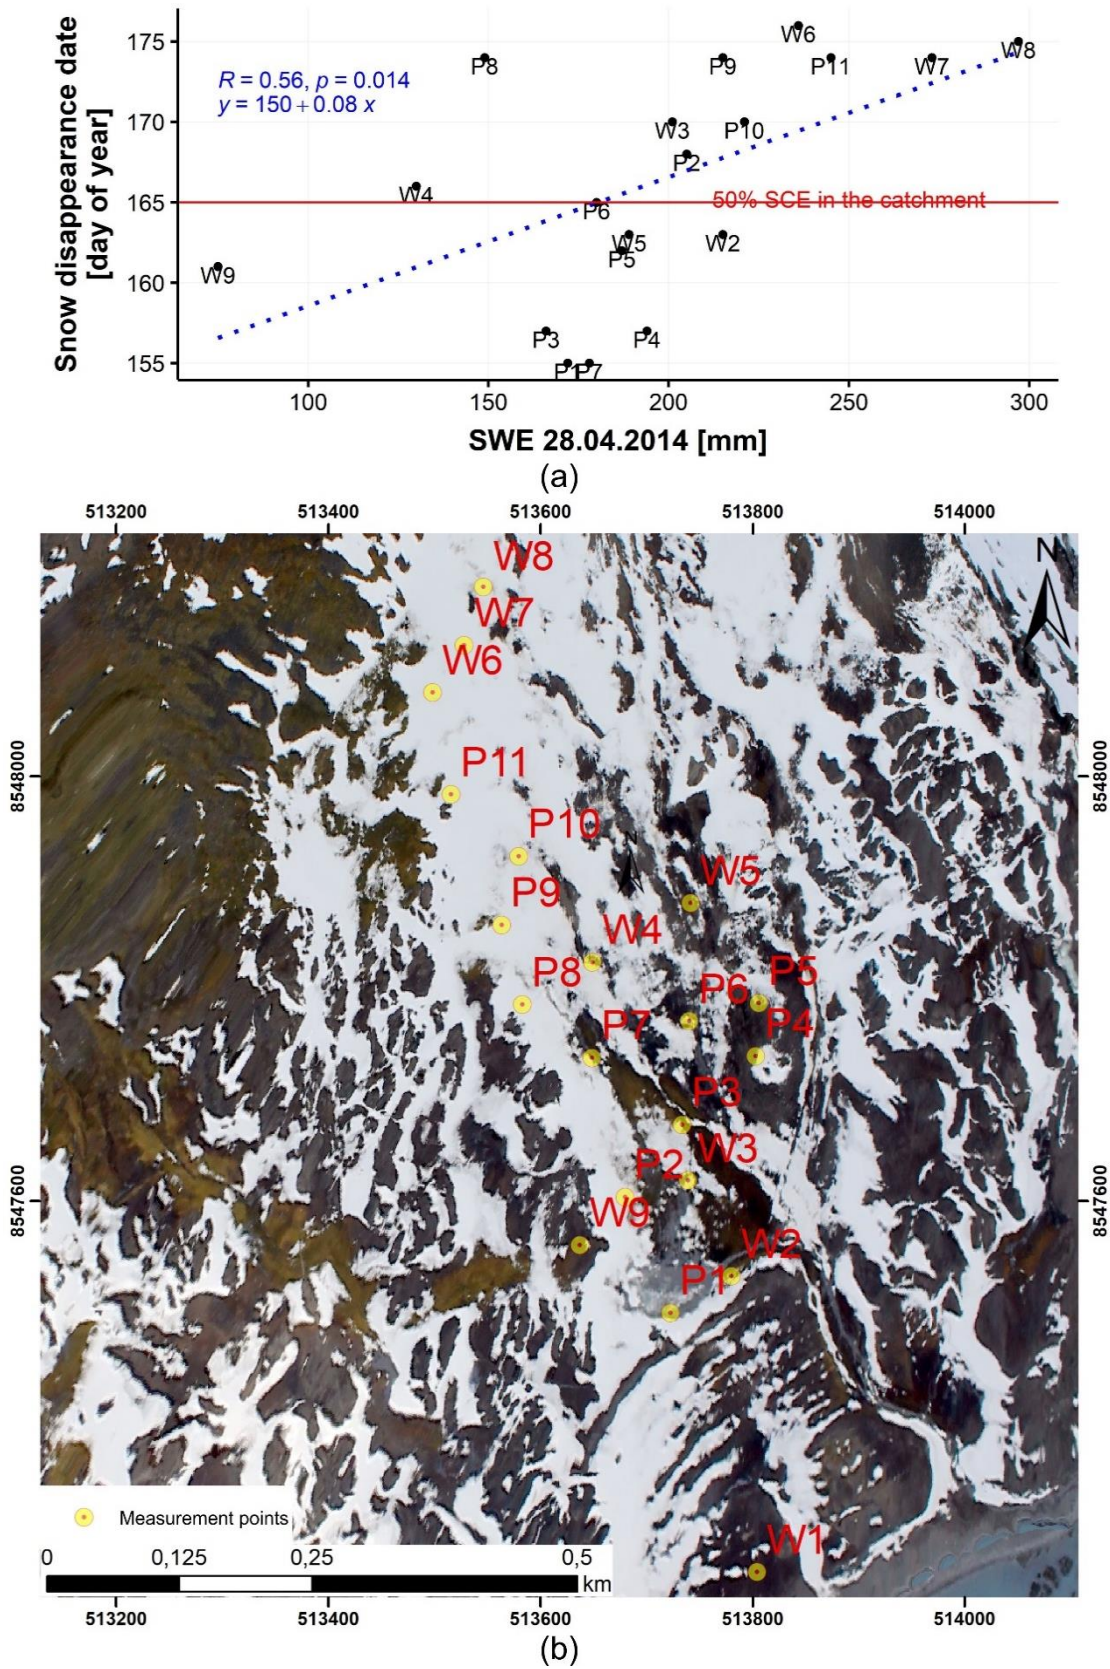 Snow disappearance date
[day of year]
175
170
165
160
155
R = 0.56, p = 0.014
y = 150 + 0.08 x
50% SCE in the catchment
W6
W8
P8
P9
P11
W7
W3
P10
P2
W4
P6
W5
P5
W2
W9
P3
P4
P1
P7
100
150
200
250
300
SWE 28.04.2014 [mm]
(a)
513200
513400
513600
513800
514000
8548000
8547600
8548000
8547600
N
W8
W7
W6
P11
P10
W5
P9
W4
P8
P5
P6
P4
P7
P3
W3
P2
W9
W2
P1
W1
Measurement points
0
0,125
0,25
0,5
km
513200
513400
513600
513800
514000
(b)